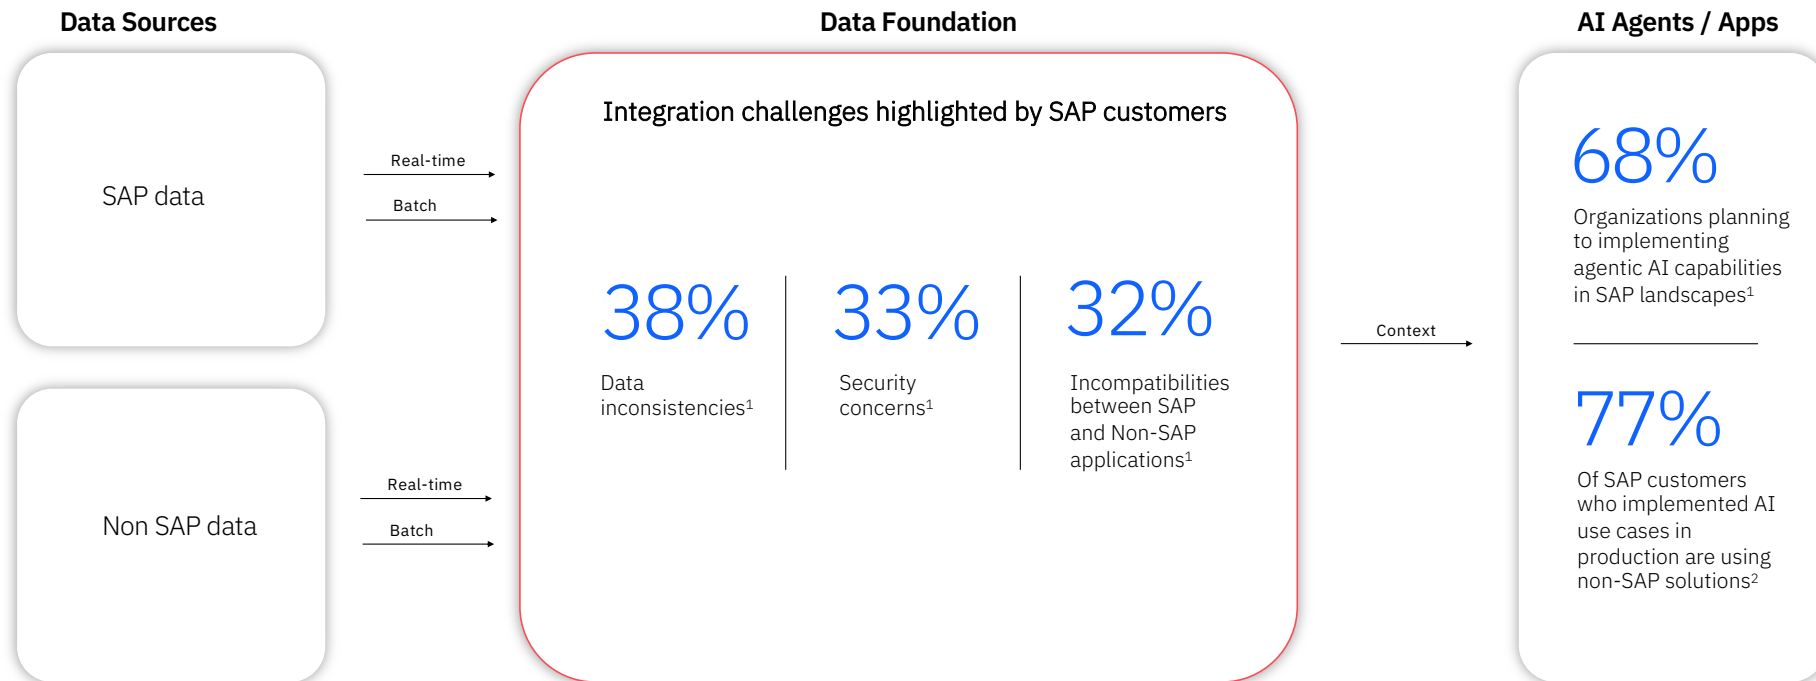 Data Sources
Data Foundation
AI Agents / Apps
SAP data
Real-time
Batch
Non SAP data
Real-time
Batch
Integration challenges highlighted by SAP customers
38%
Data
inconsistencies¹
33%
Security
concerns¹
32%
Incompatibilities
between SAP
and Non-SAP
applications¹
Context
68%
Organizations planning
to implementing
agentic AI capabilities
in SAP landscapes¹
77%
Of SAP customers
who implemented AI
use cases in
production are using
non-SAP solutions²